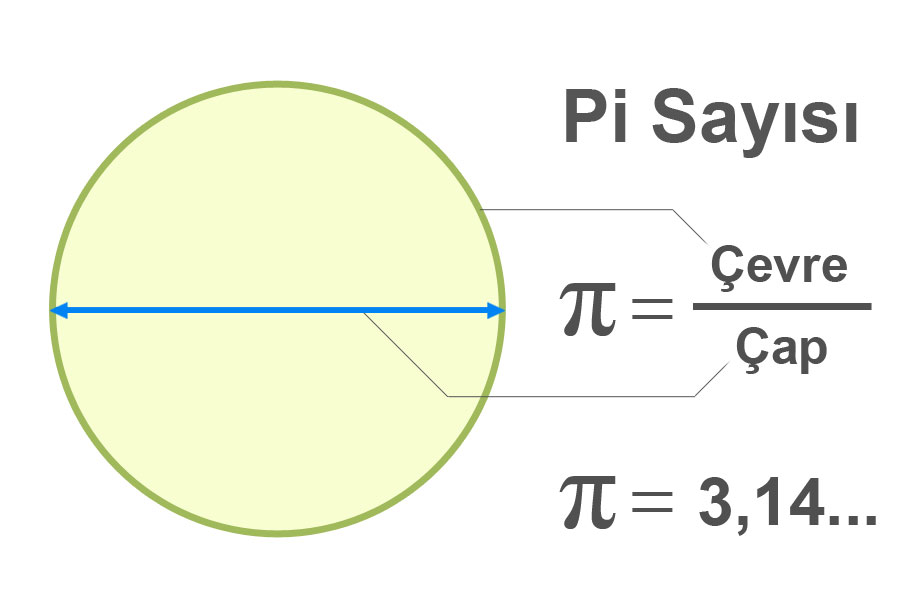 Pi Sayısı
π = Çevre
Çap
π = 3,14...